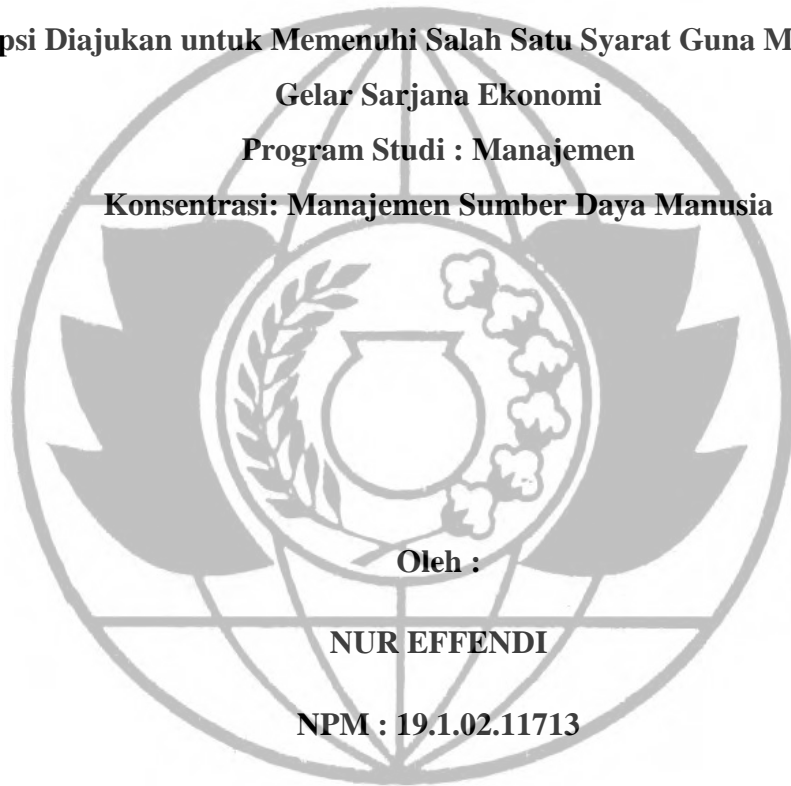 Diajukan untuk Memenuhi Salah Satu Syarat Guna
Gelar Sarjana Ekonomi
Program Studi : Manajemen
Konsentrasi: Manajemen Sumber Daya Manusia
Oleh :
NUR EFFENDI
NPM : 19.1.02.11713